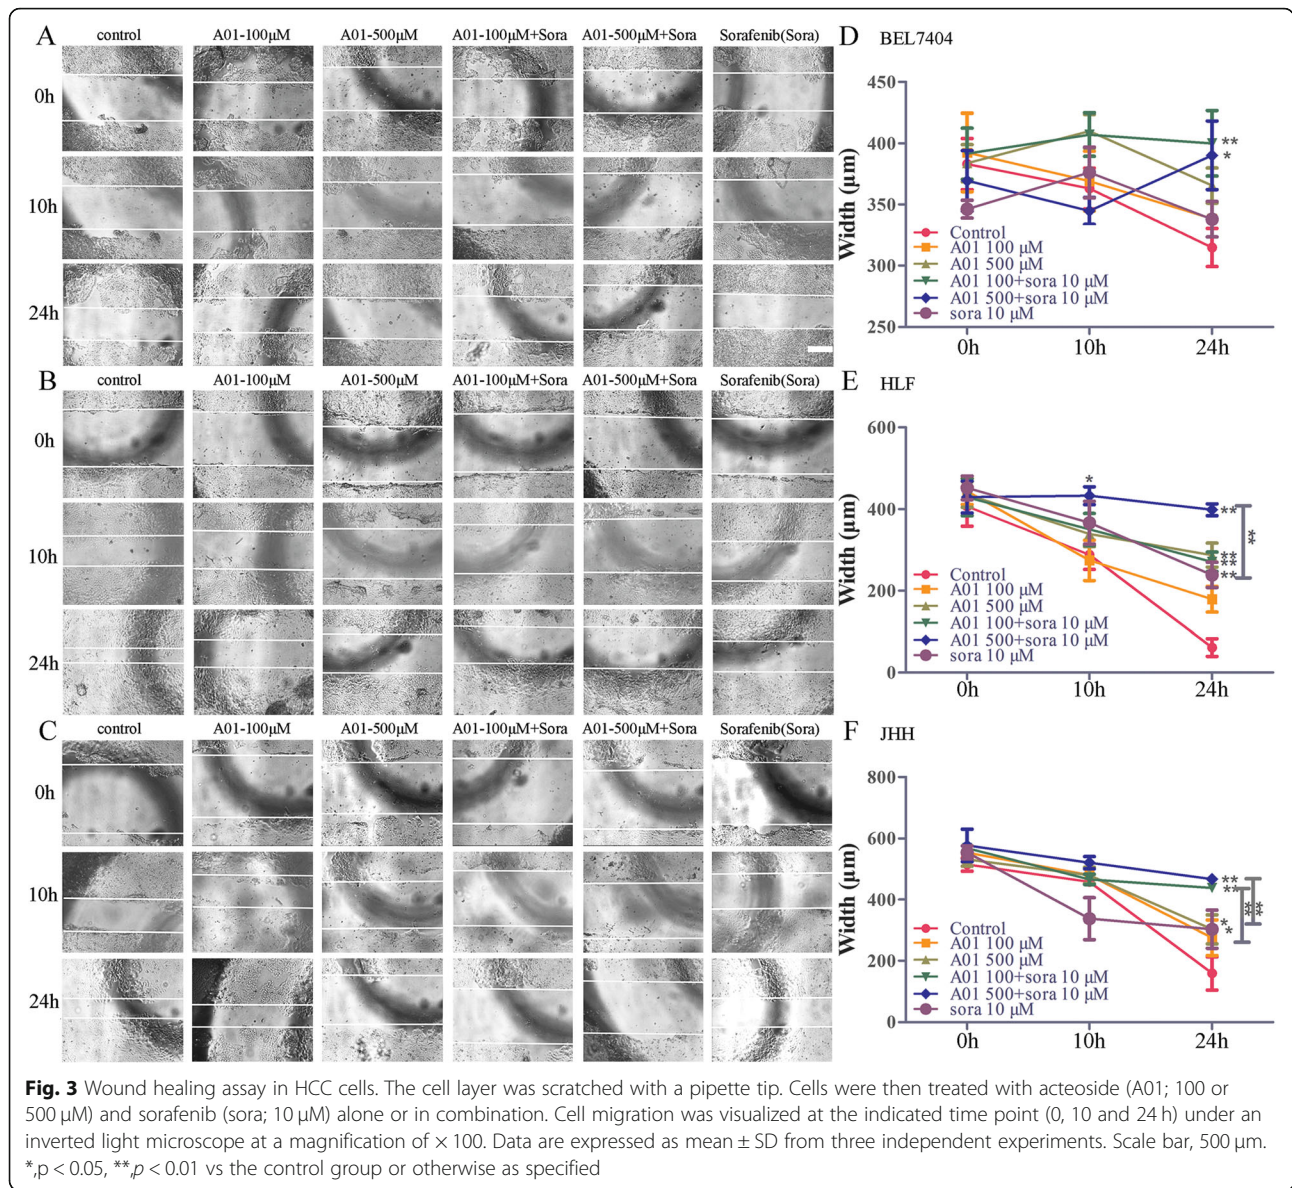 A
control
A01-100μM
A01-500μM
A01-100μM+Sora
A01-500μM+Sora
Sorafenib(Sora)
0h
10h
24h
D
BEL7404
450
400
350
300
250
Width (μm)
**
*
Control
A01 100 μM
A01 500 μM
A01 100+sora 10 μM
A01 500+sora 10 μM
sora 10 μM
0h
10h
24h
B
control
A01-100μM
A01-500μM
A01-100μM+Sora
A01-500μM+Sora
Sorafenib(Sora)
0h
10h
24h
E
HLF
600
400
200
0
Width (μm)
*
**
**
**
**
**
Control
A01 100 μM
A01 500 μM
A01 100+sora 10 μM
A01 500+sora 10 μM
sora 10 μM
0h
10h
24h
C
control
A01-100μM
A01-500μM
A01-100μM+Sora
A01-500μM+Sora
Sorafenib(Sora)
0h
10h
24h
F
JHH
800
600
400
200
0
Width (μm)
**
**
*
*
**
**
Control
A01 100 μM
A01 500 μM
A01 100+sora 10 μM
A01 500+sora 10 μM
sora 10 μM
0h
10h
24h
Fig. 3 Wound healing assay in HCC cells. The cell layer was scratched with a pipette tip. Cells were then treated with acteoside (A01; 100 or
500 μM) and sorafenib (sora; 10 μM) alone or in combination. Cell migration was visualized at the indicated time point (0, 10 and 24 h) under an
inverted light microscope at a magnification of × 100. Data are expressed as mean ± SD from three independent experiments. Scale bar, 500 μm.
*,p < 0.05, **,p < 0.01 vs the control group or otherwise as specified